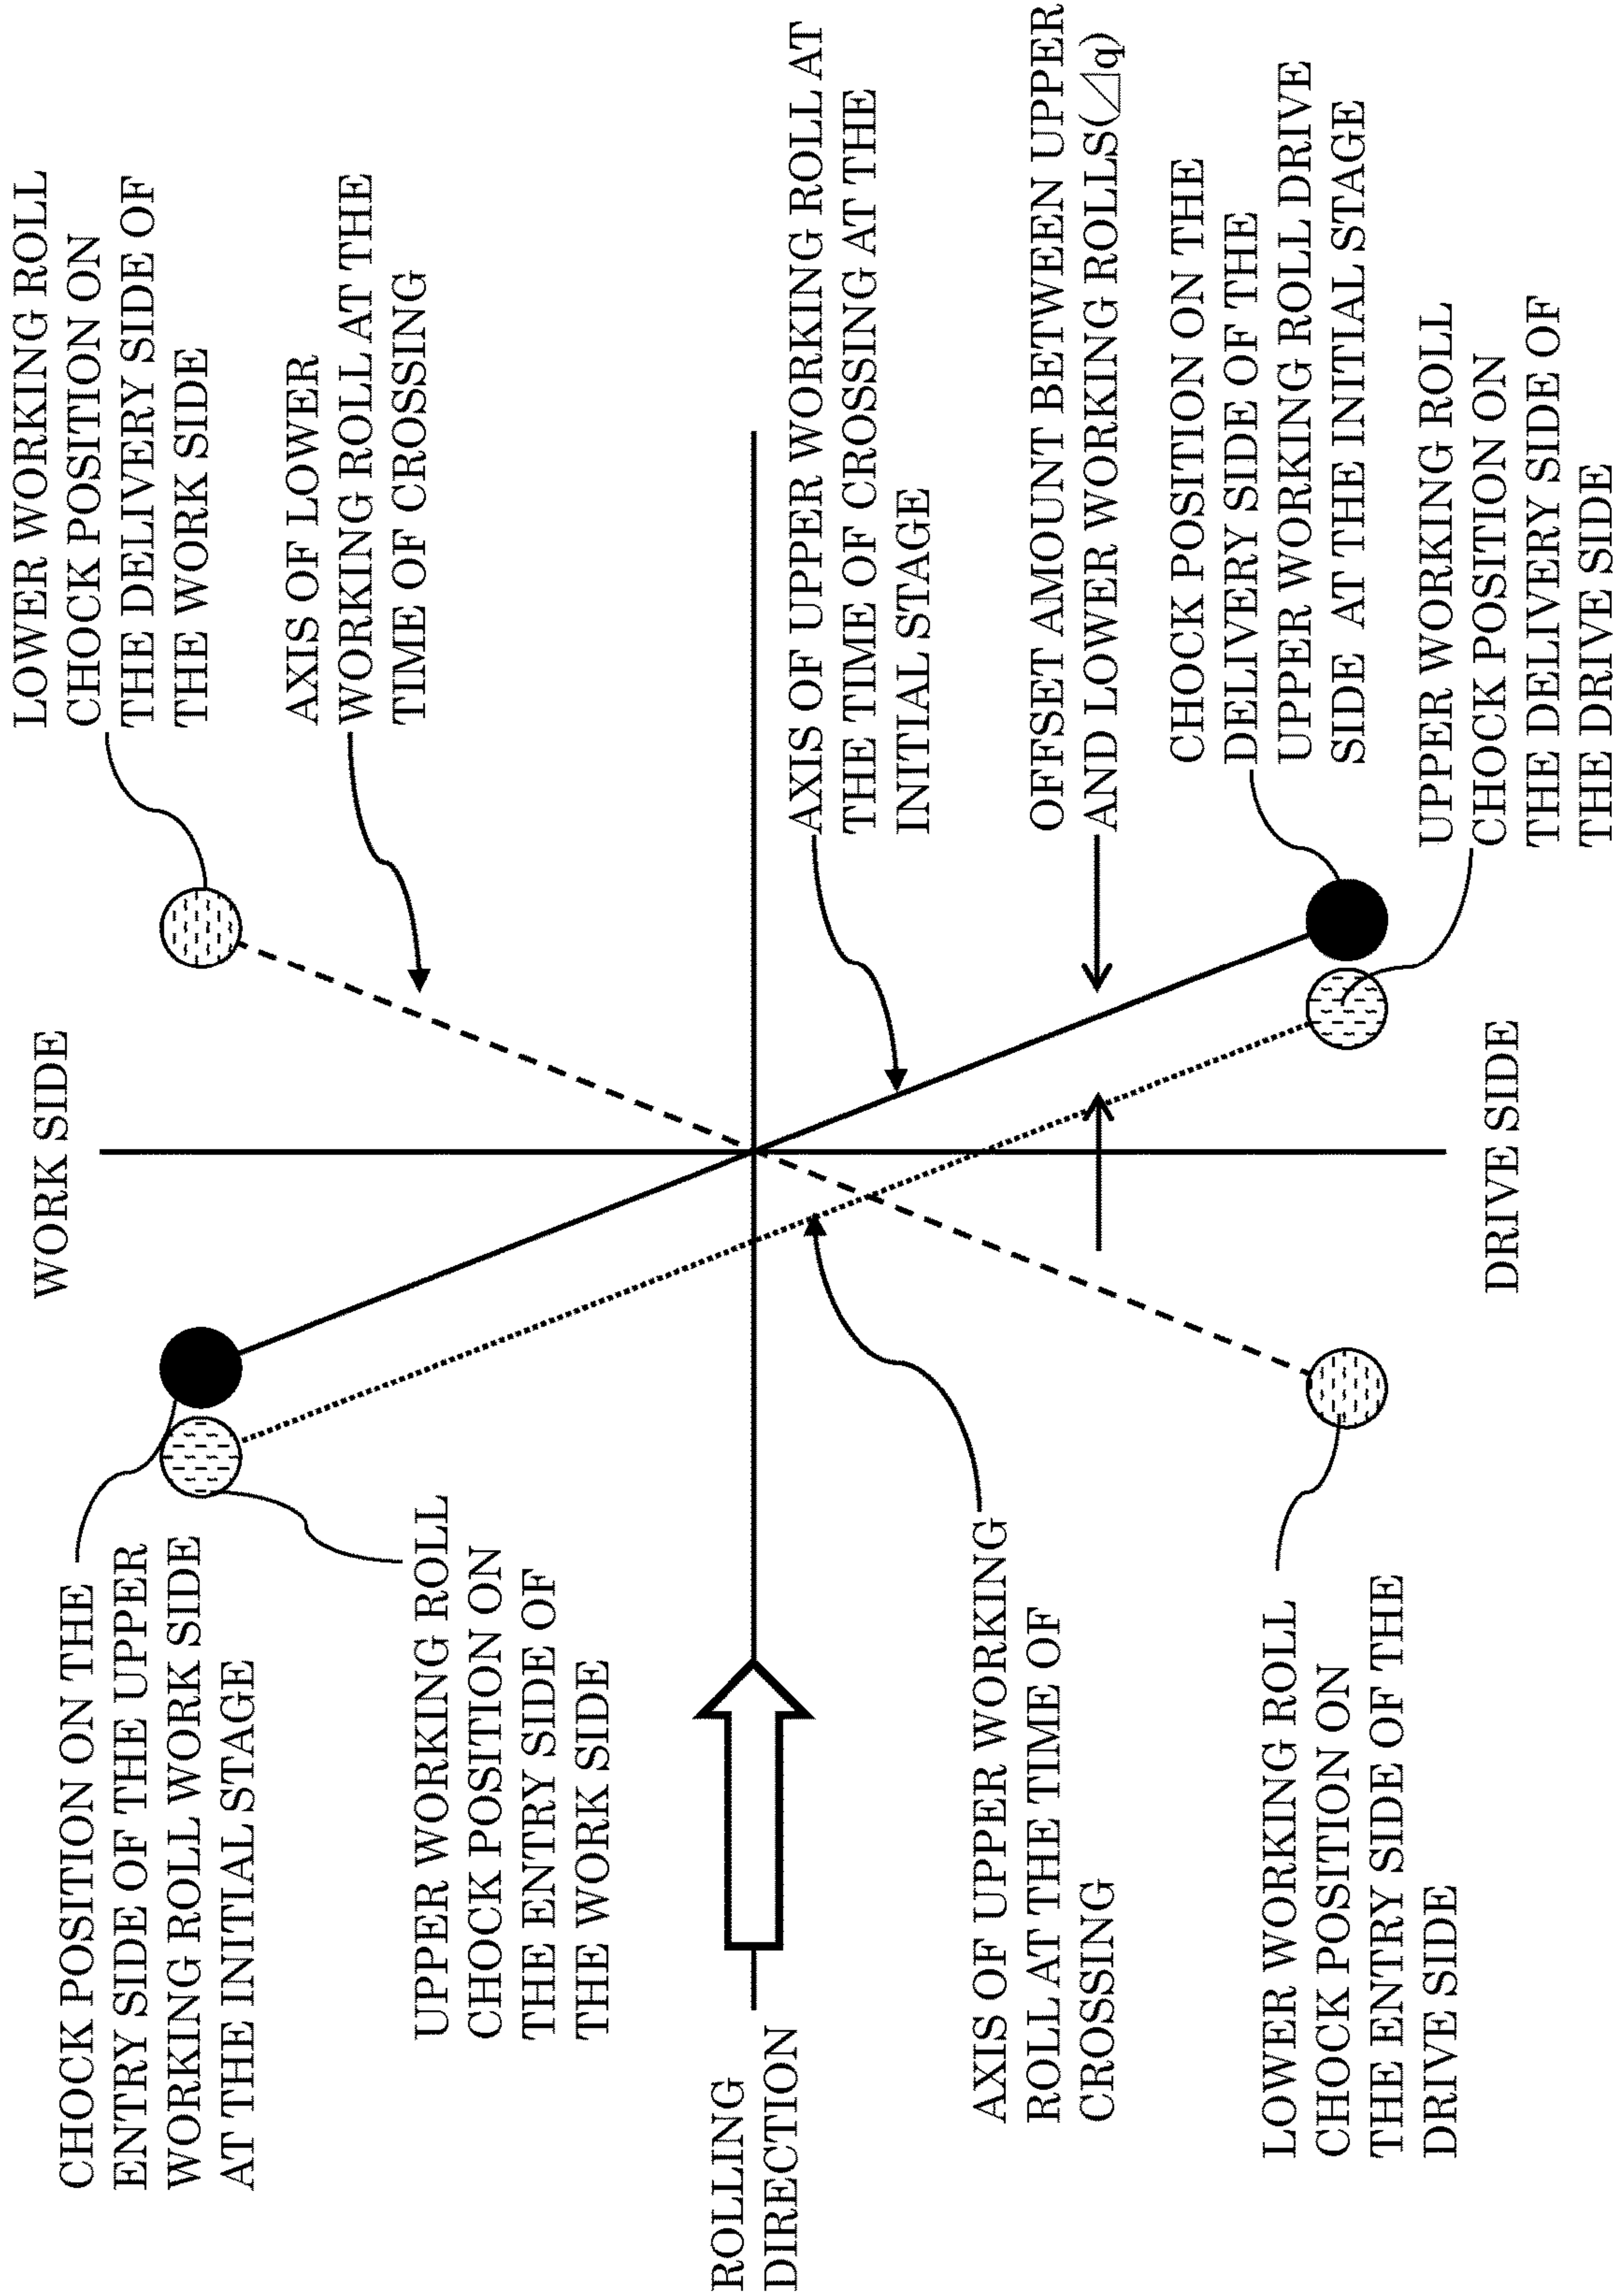 WORK SIDE
CHOCK POSITION ON THE
ENTRY SIDE OF THE UPPER
WORKING ROLL WORK SIDE
AT THE INITIAL STAGE
LOWER WORKING ROLL
CHOCK POSITION ON
THE DELIVERY SIDE OF
THE WORK SIDE
UPPER WORKING ROLL
CHOCK POSITION ON
THE ENTRY SIDE OF
THE WORK SIDE
AXIS OF LOWER
WORKING ROLL AT THE
TIME OF CROSSING
ROLLING
DIRECTION
AXIS OF UPPER WORKING ROLL AT
THE TIME OF CROSSING AT THE
INITIAL STAGE
AXIS OF UPPER WORKING
ROLL AT THE TIME OF
CROSSING
OFFSET AMOUNT BETWEEN UPPER
AND LOWER WORKING ROLLS(⊿q)
LOWER WORKING ROLL
CHOCK POSITION ON
THE ENTRY SIDE OF THE
DRIVE SIDE
CHOCK POSITION ON THE
DELIVERY SIDE OF THE
UPPER WORKING ROLL DRIVE
SIDE AT THE INITIAL STAGE
UPPER WORKING ROLL
CHOCK POSITION ON
THE DELIVERY SIDE OF
THE DRIVE SIDE
DRIVE SIDE